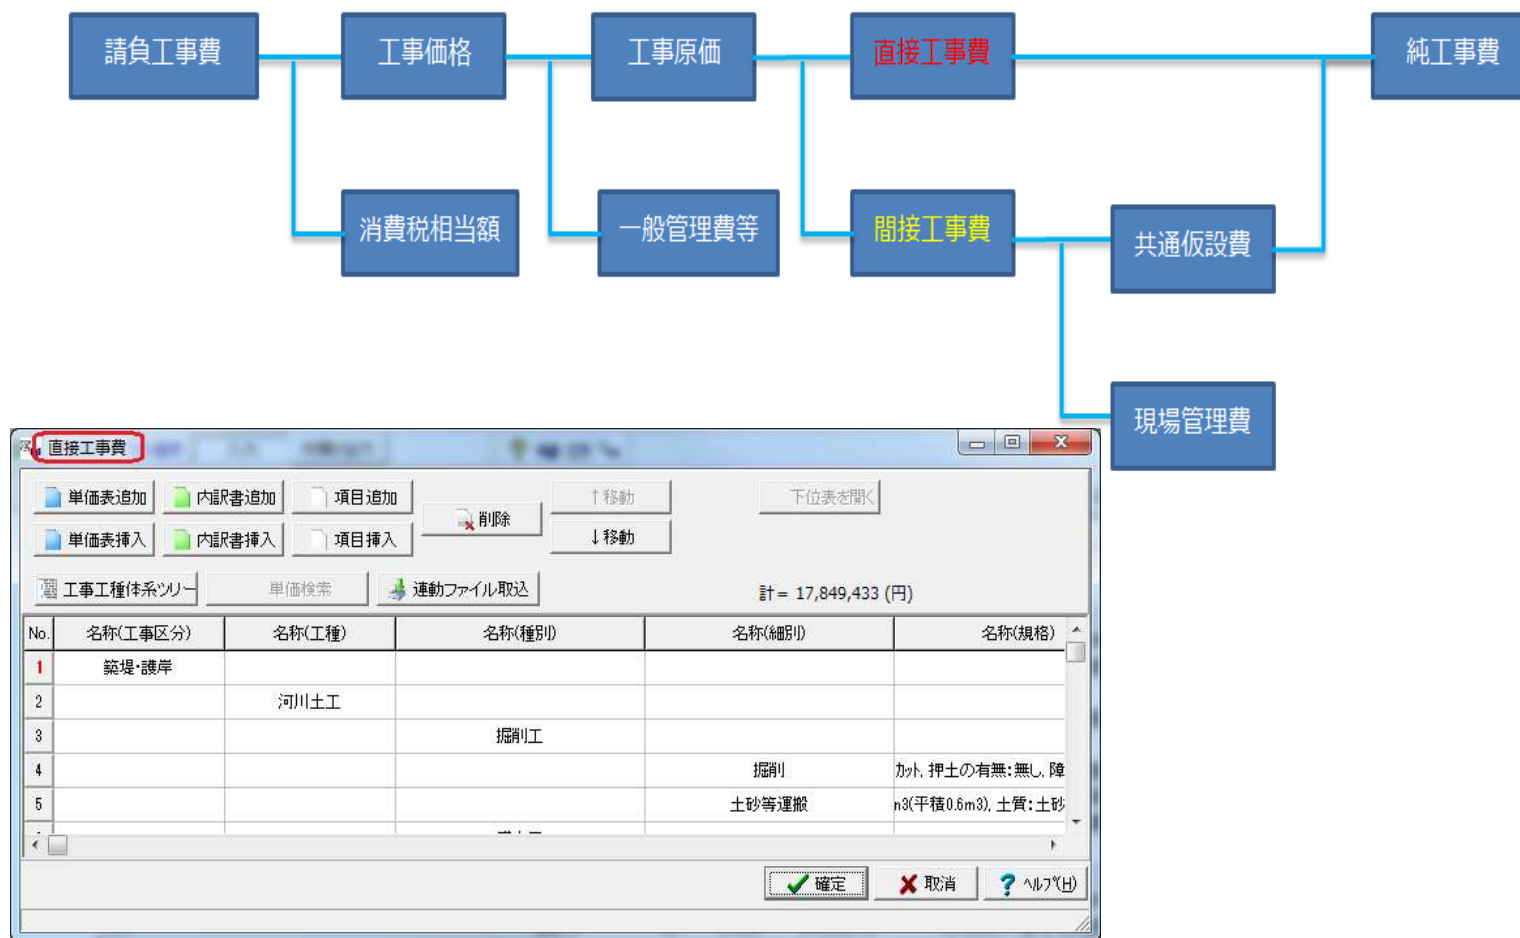 請負工事費
工事価格
工事原価
直接工事費
純工事費
消費税相当額
一般管理費等
間接工事費
共通仮設費
現場管理費
直接工事費
単価表追加 内訳書追加 項目追加 削除 ↑移動 下位表を開く
単価表挿入 内訳書挿入 項目挿入 ↓移動
工事工種体系ツリー 単価検索 連動ファイル取込 計= 17,849,433 (円)
No. 名称(工事区分) 名称(工種) 名称(種別) 名称(細別) 名称(規格)
1 築堤・護岸
2 河川土工
3 掘削工
4 掘削 カット, 押土の有無:無し, 障
5 土砂等運搬 m3(平積0.6m3), 土質:土砂
確定 取消 ヘルプ(H)